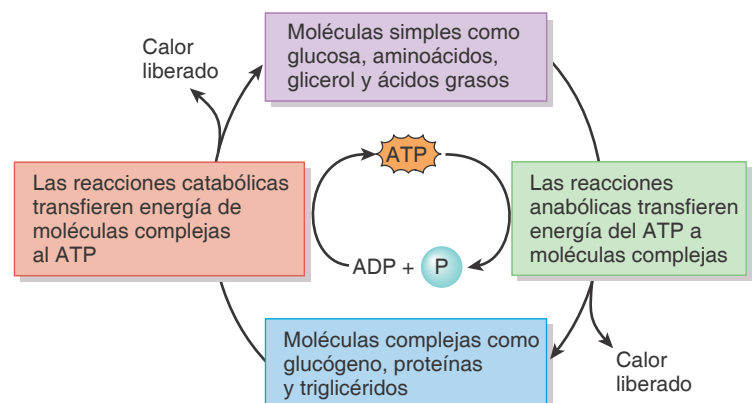 Calor
liberado
Moléculas simples como
glucosa, aminoácidos,
glicerol y ácidos grasos
Las reacciones catabólicas
transfieren energía de
moléculas complejas
al ATP
ATP
ADP + P
Las reacciones
anabólicas transfieren
energía del ATP a
moléculas complejas
Moléculas complejas como
glucógeno, proteínas
y triglicéridos
Calor
liberado